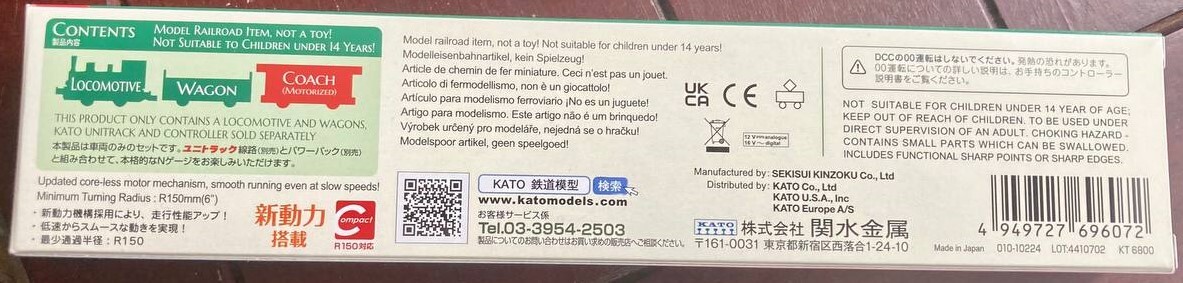 CONTENTS
製品内容
MODEL RAILROAD ITEM, NOT A TOY!
NOT SUITABLE TO CHILDREN UNDER 14 YEARS!
LOCOMOTIVE
WAGON
COACH
(MOTORIZED)
THIS PRODUCT ONLY CONTAINS A LOCOMOTIVE AND WAGONS,
KATO UNITRACK AND CONTROLLER SOLD SEPARATELY
本製品は車両のみのセットです。ユニトラック線路(別売)とパワーパック(別売)
と組み合わせて、本格的なNゲージをお楽しみいただけます。
Updated core-less motor mechanism, smooth running even at slow speeds!
Minimum Turning Radius : R150mm(6")
・新動力機構採用により、走行性能アップ!
・低速からスムースな動きを実現!
・最少通過半径：R150
新動力
搭載
Compact
R150対応
Model railroad item, not a toy! Not suitable for children under 14 years!
Modelleisenbahnartikel, kein Spielzeug!
Article de chemin de fer miniature. Ceci n'est pas un jouet.
Articolo di fermodellismo, non è un giocattolo!
Artículo para modelismo ferroviario ¡No es un juguete!
Artigo para modelismo. Este artigo não é um brinquedo!
Výrobek určený pro modeláře, nejedná se o hračku!
Modelspoor artikel, geen speelgoed!
KATO 鉄道模型 検索
www.katomodels.com
お客様サービス係
Tel.03-3954-2503
製品についてのお問い合わせはお買い求めの販売店へご相談ください。
UK
CA
CE
12 V analogue
16 V digital
Manufactured by: SEKISUI KINZOKU Co., Ltd
Distributed by: KATO Co., Ltd
KATO U.S.A., Inc
KATO Europe A/S
KATO 株式会社 関水金属
〒161-0031 東京都新宿区西落合1-24-10
DCCの00運転はしないでください。発熱の恐れがあります。
00運転についての詳しい説明は、お手持ちのコントローラー
説明書をご覧ください。
NOT SUITABLE FOR CHILDREN UNDER 14 YEAR OF AGE;
KEEP OUT OF REACH OF CHILDREN. TO BE USED UNDER
DIRECT SUPERVISION OF AN ADULT. CHOKING HAZARD -
CONTAINS SMALL PARTS WHICH CAN BE SWALLOWED.
INCLUDES FUNCTIONAL SHARP POINTS OR SHARP EDGES.
4 949727 696072
Made in Japan 010-10224 LOT:4410702 KT 6800